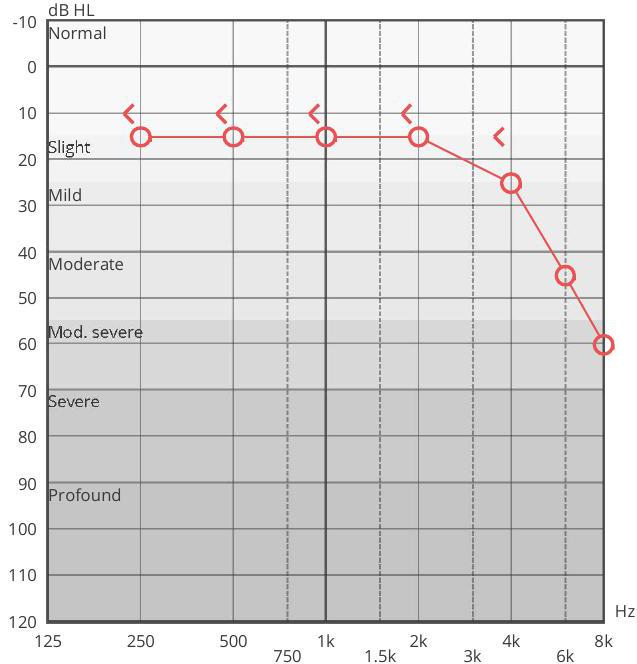 dB HL
-10
Normal
0
10
Slight
20
Mild
30
40
Moderate
50
Mod. severe
60
70
Severe
80
90
Profound
100
110
120
Hz
125 250 500 1k 2k 4k 8k
750 1.5k 3k 6k